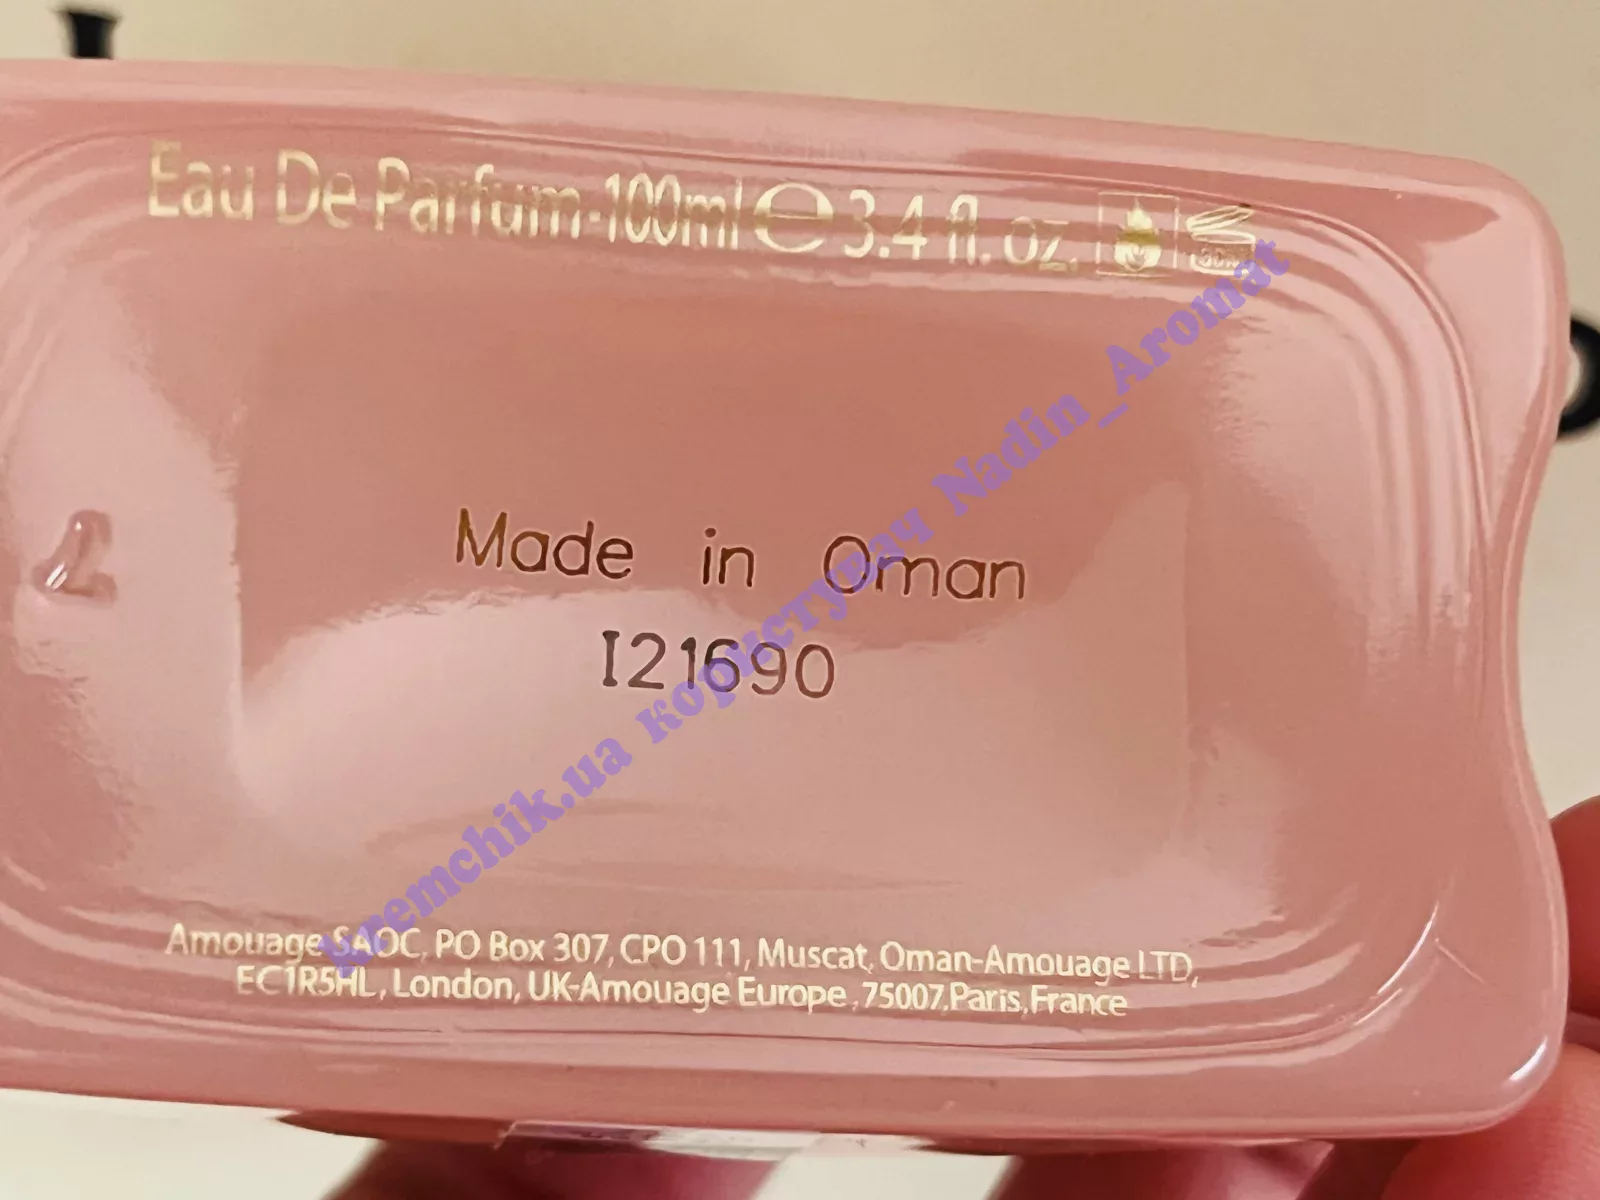 Eau De Parfum-100ml ℮ 3.4 fl. oz.
Made in Oman
I21690
kremchik.ua користувач Nadin_Aromat
Amouage SAOC, PO Box 307, CPO 111, Muscat, Oman-Amouage LTD,
EC1R5HL, London, UK-Amouage Europe, 75007, Paris, France